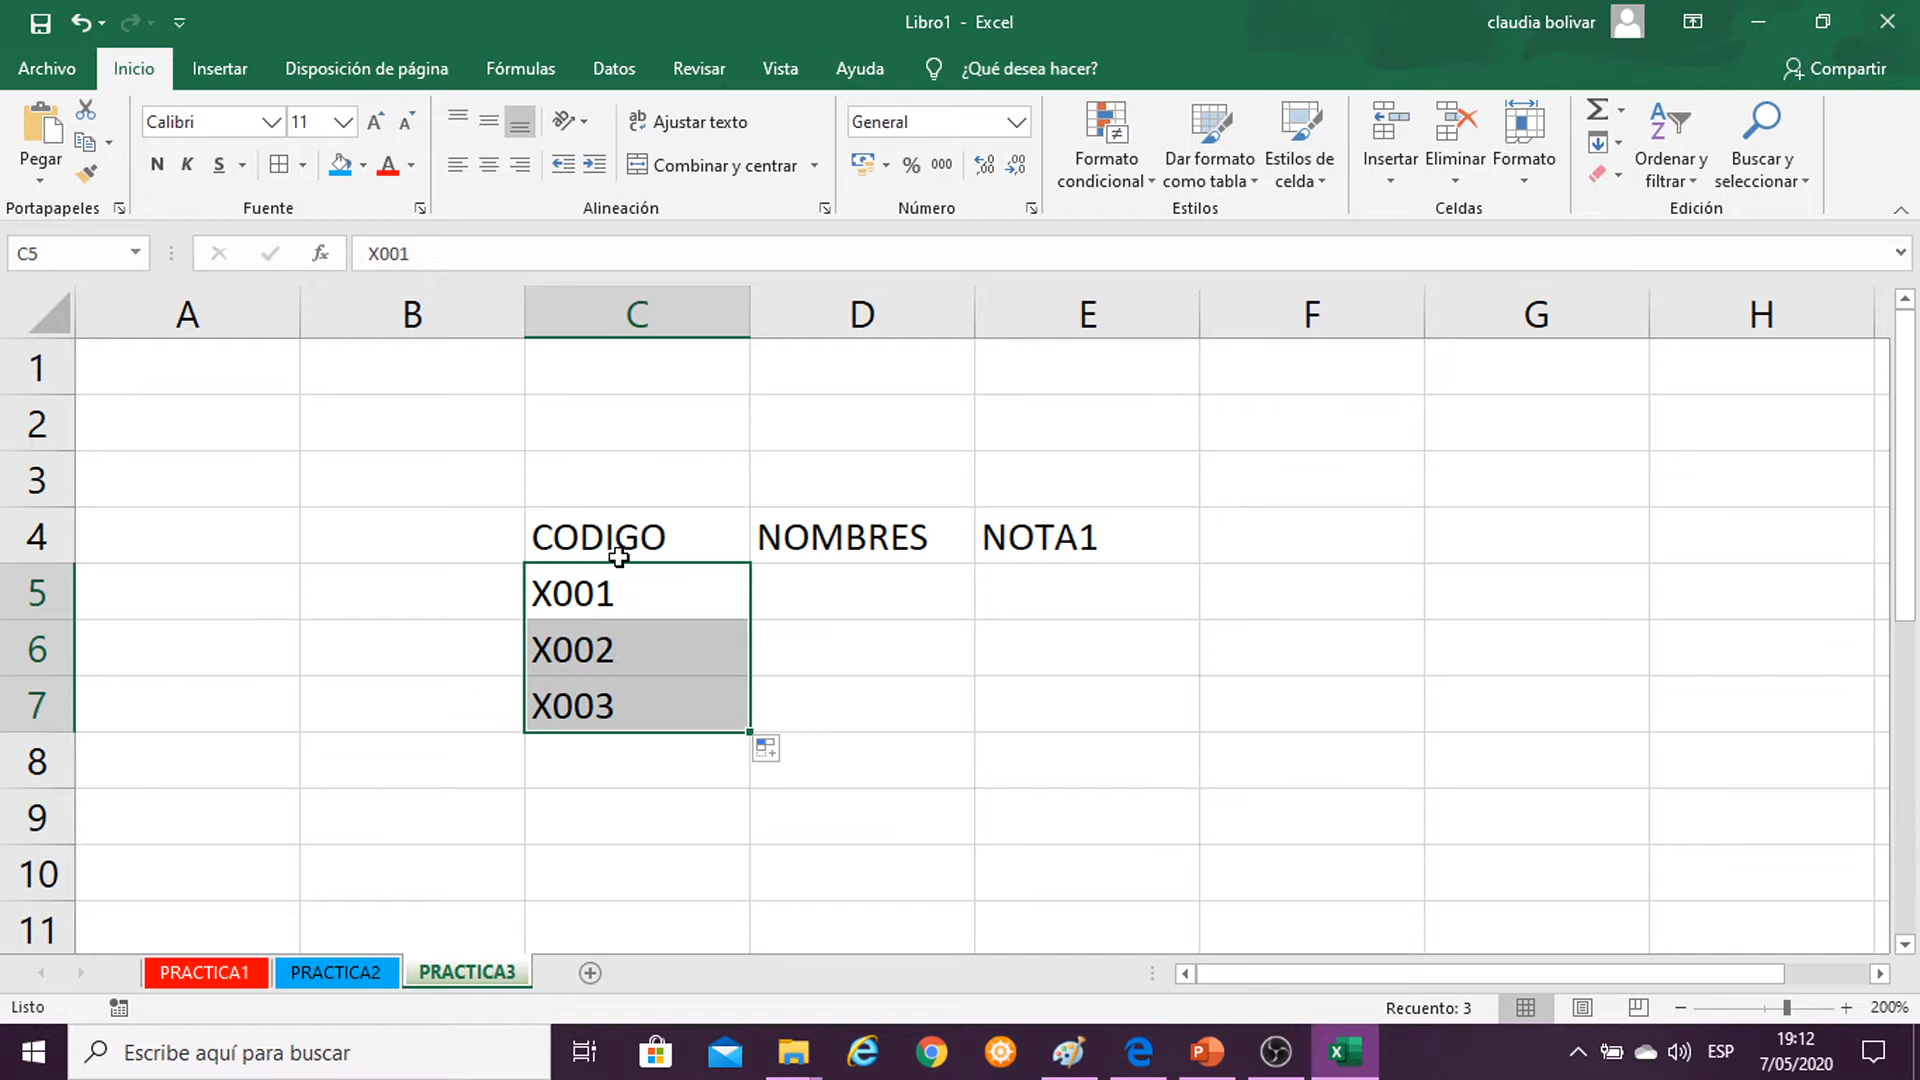 Libro1 - Excel
claudia bolivar
Archivo Inicio Insertar Disposición de página Fórmulas Datos Revisar Vista Ayuda ¿Qué desea hacer? Compartir
Pegar
Portapapeles
Calibri 11
N K S A
Fuente
Ajustar texto
Combinar y centrar
Alineación
General
% 000
Número
Formato condicional
Dar formato como tabla
Estilos de celda
Estilos
Insertar Eliminar Formato
Celdas
Ordenar y filtrar
Buscar y seleccionar
Edición
C5 fx X001
A B C D E F G H
1
2
3
4 CODIGO NOMBRES NOTA1
5 X001
6 X002
7 X003
8
9
10
11
PRACTICA1 PRACTICA2 PRACTICA3
Listo Recuento: 3 200%
Escribe aquí para buscar
ESP
19:12
7/05/2020